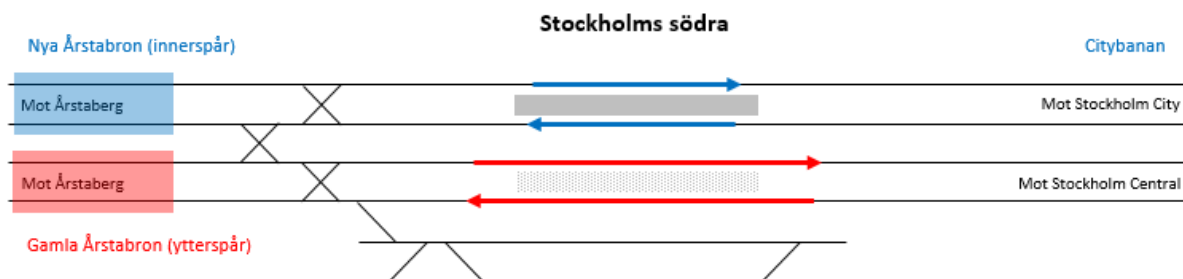 Stockholms södra
Nya Årstabron (innerspår)
Citybanan
Mot Årstaberg
Mot Stockholm City
Mot Årstaberg
Mot Stockholm Central
Gamla Årstabron (ytterspår)